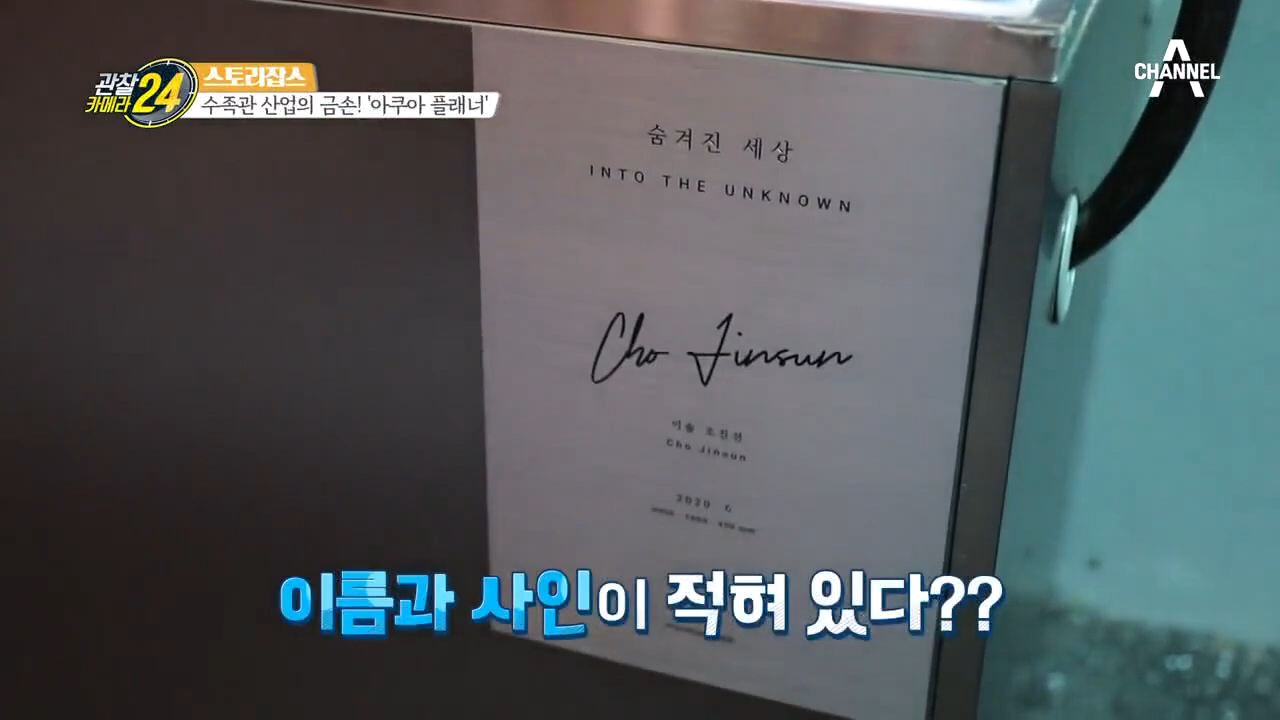 관찰
카메라 24
스토리잡스
수족관 산업의 금손! '아쿠아 플래너'
CHANNEL A
숨겨진 세상
INTO THE UNKNOWN
Cho Jinsun
이솔 조진선
Cho Jinsun
2020 6
이름과 사인이 적혀 있다??